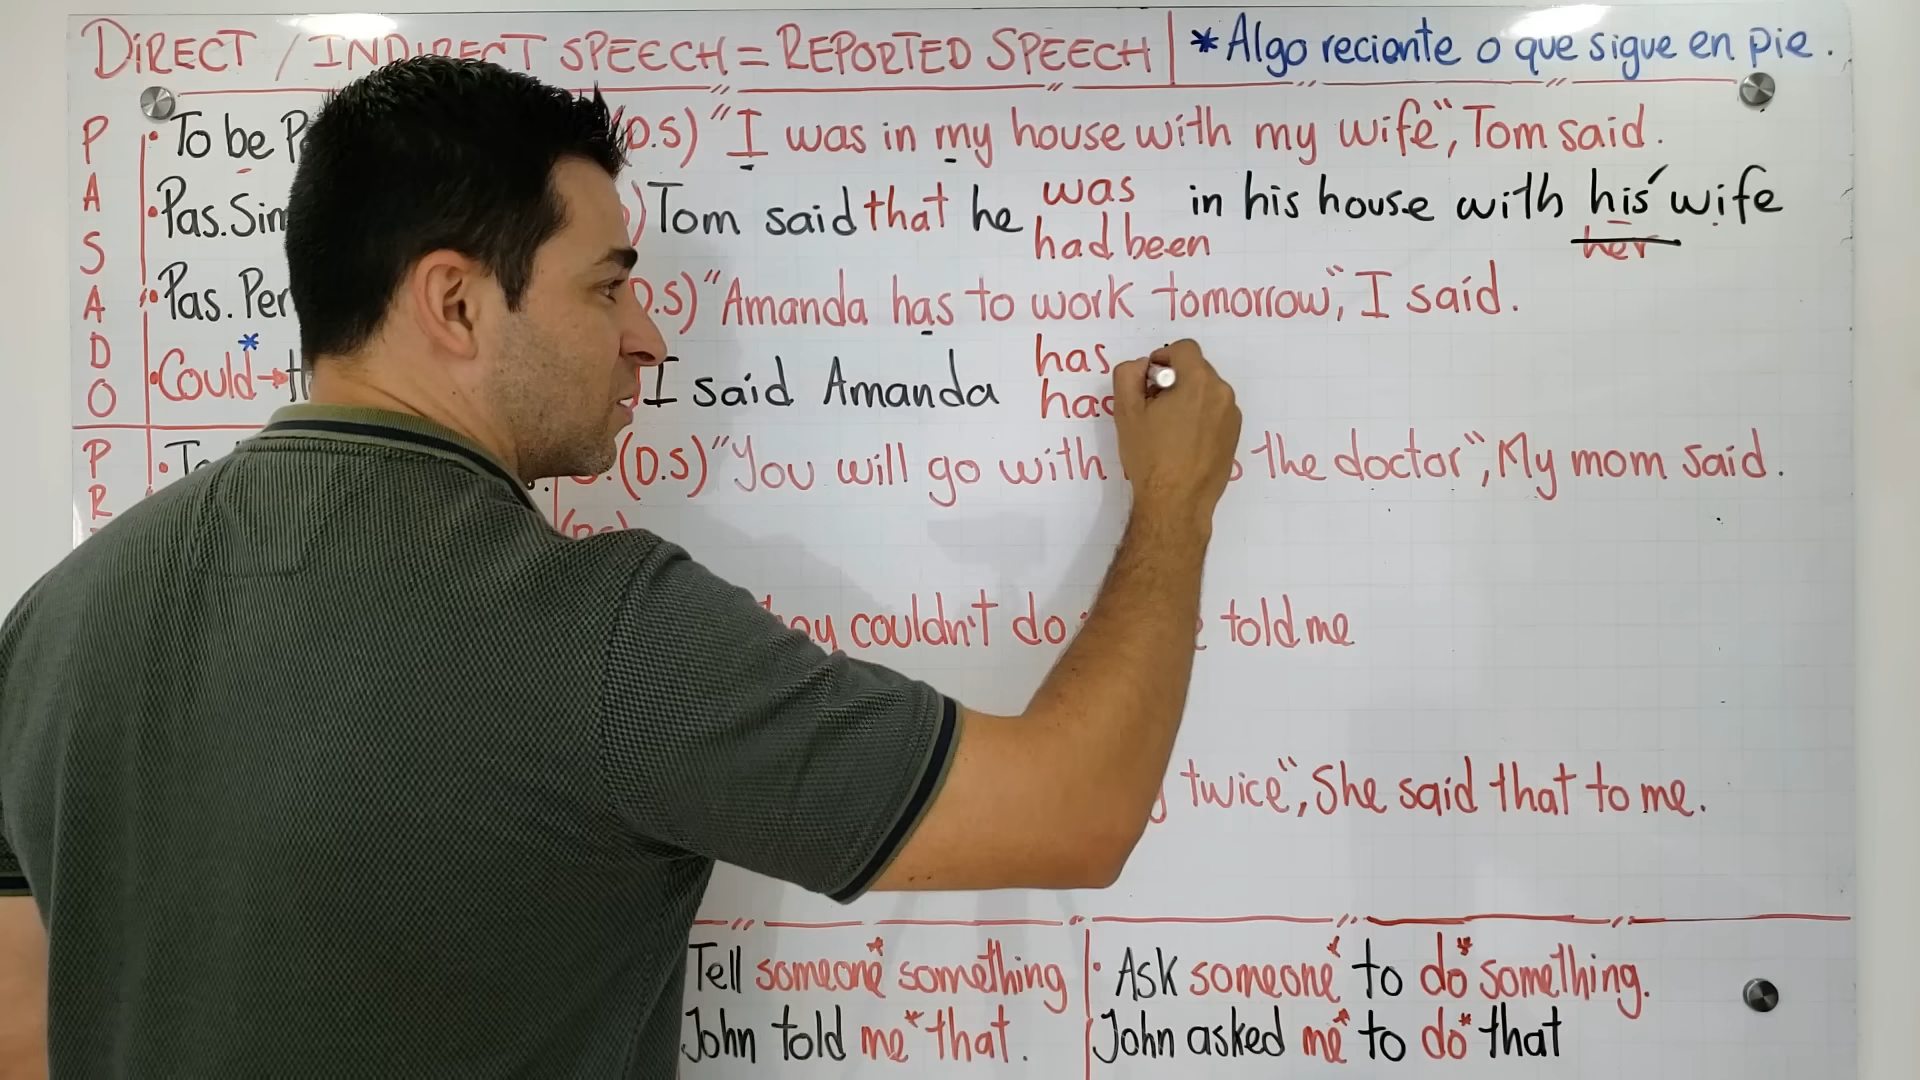 DIRECT / INDIRECT SPEECH = REPORTED SPEECH | *Algo reciente o que sigue en pie.
PASADO
PR
• To be
(D.S) "I was in my house with my wife", Tom said.
• Pas. Sim
Tom said that he was in his house with his wife
had been
her
• Pas. Per
(D.S) "Amanda has to work tomorrow", I said.
• Could* →
I said Amanda has
had
(D.S) "You will go with the doctor", My mom said.
couldn't do told me
twice", She said that to me.
Tell someone* something
• Ask someone* to do* something.
John told me* that.
John asked me* to do* that